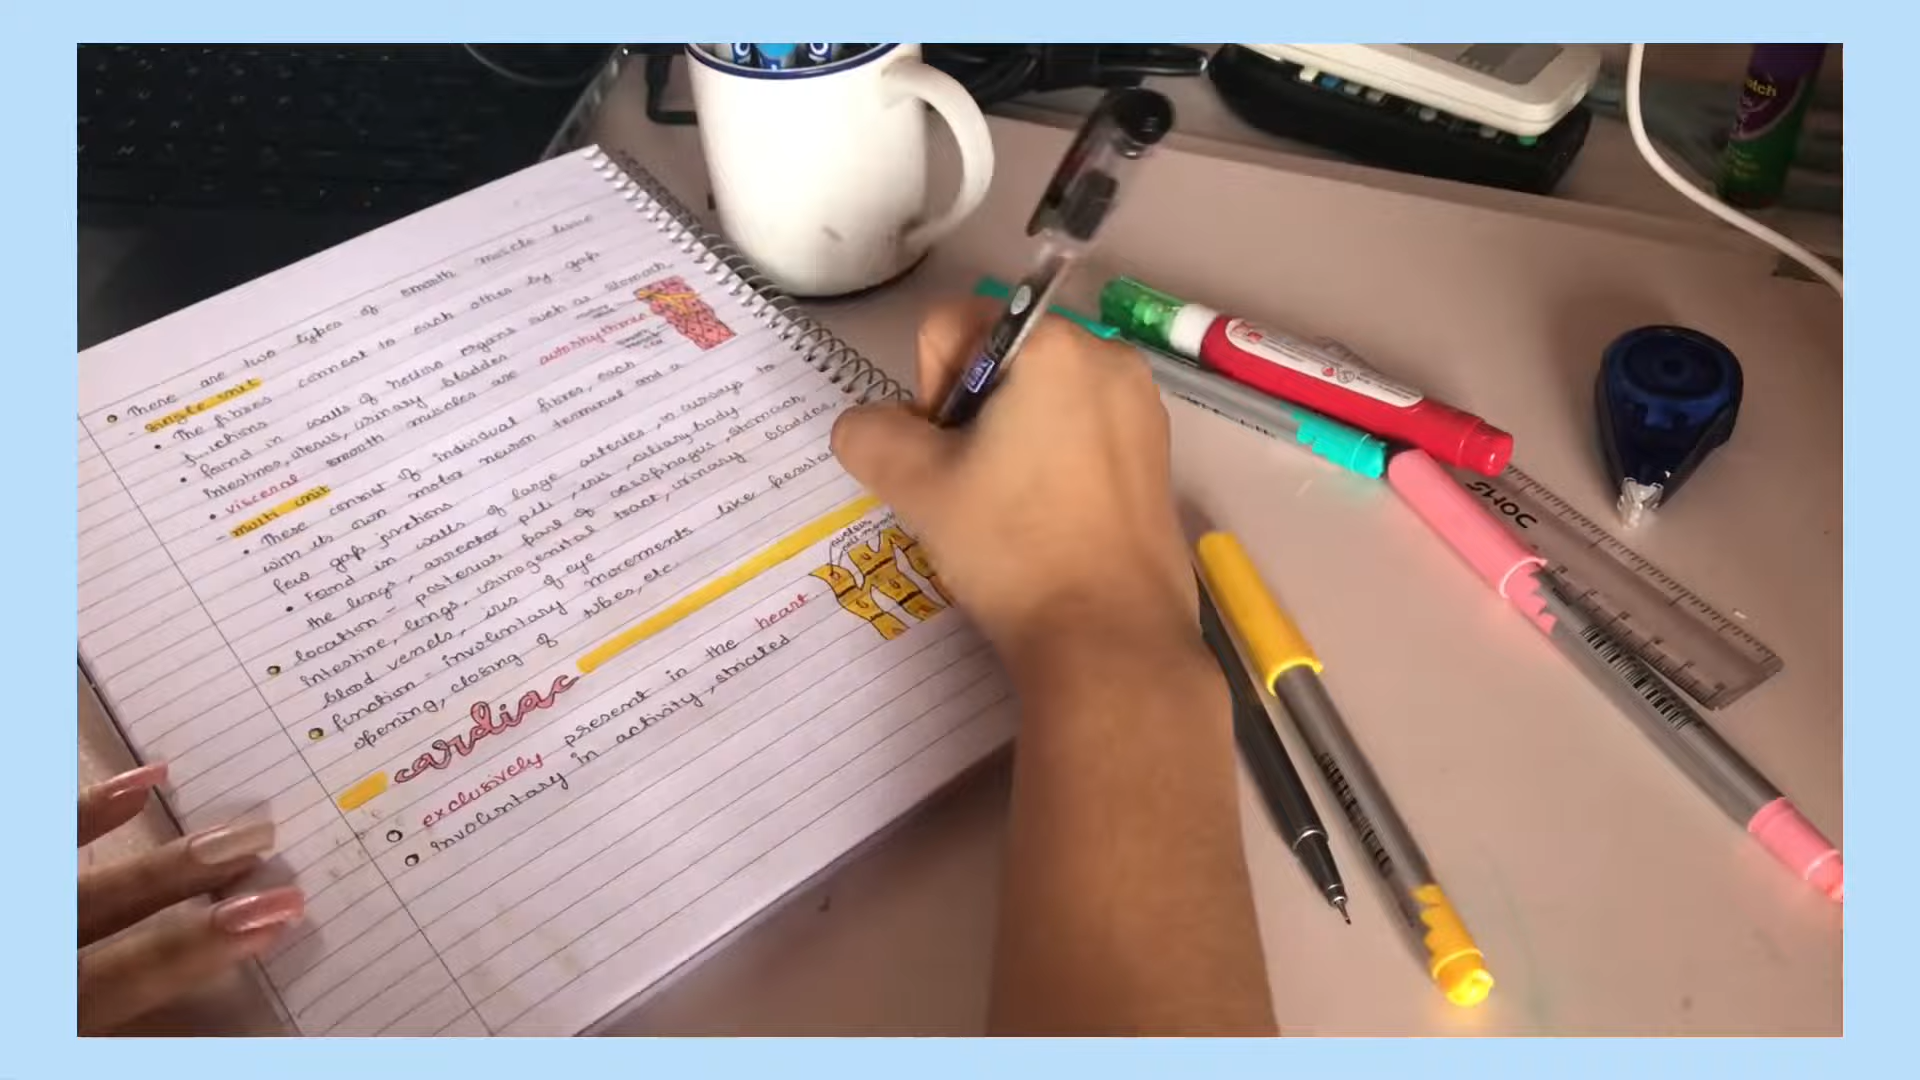 There are two types of smooth muscle tissue
- single unit
• The fibres connect to each other by gap
junctions
• Found in walls of hollow organs such as stomach,
intestines, uterus, urinary bladder
• visceral smooth muscles are autorhythmic
- multi unit
• These consist of individual fibres, each
with its own motor neuron terminal and a
few gap junctions
• Found in walls of large arteries, in airways to
the lungs, arrector pili, iris, ciliary body
location - posterior part of oesophagus, stomach,
intestine, lungs, urinogenital tract, urinary bladder,
blood vessels, iris of eye
function - involuntary movements like
opening, closing of tubes, etc.
nucleus
cardiac
exclusively present in the heart
involuntary in activity, striated
DOMS